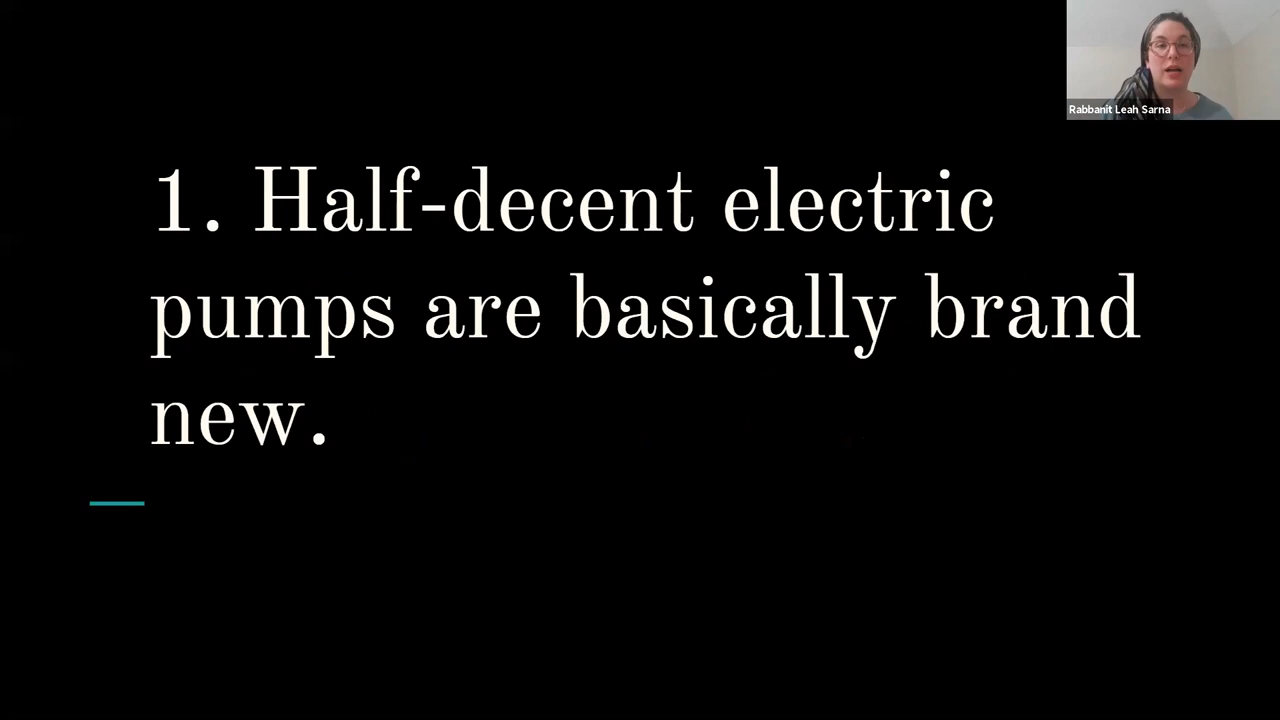 Rabbanit Leah Sarna
1. Half-decent electric
pumps are basically brand
new.